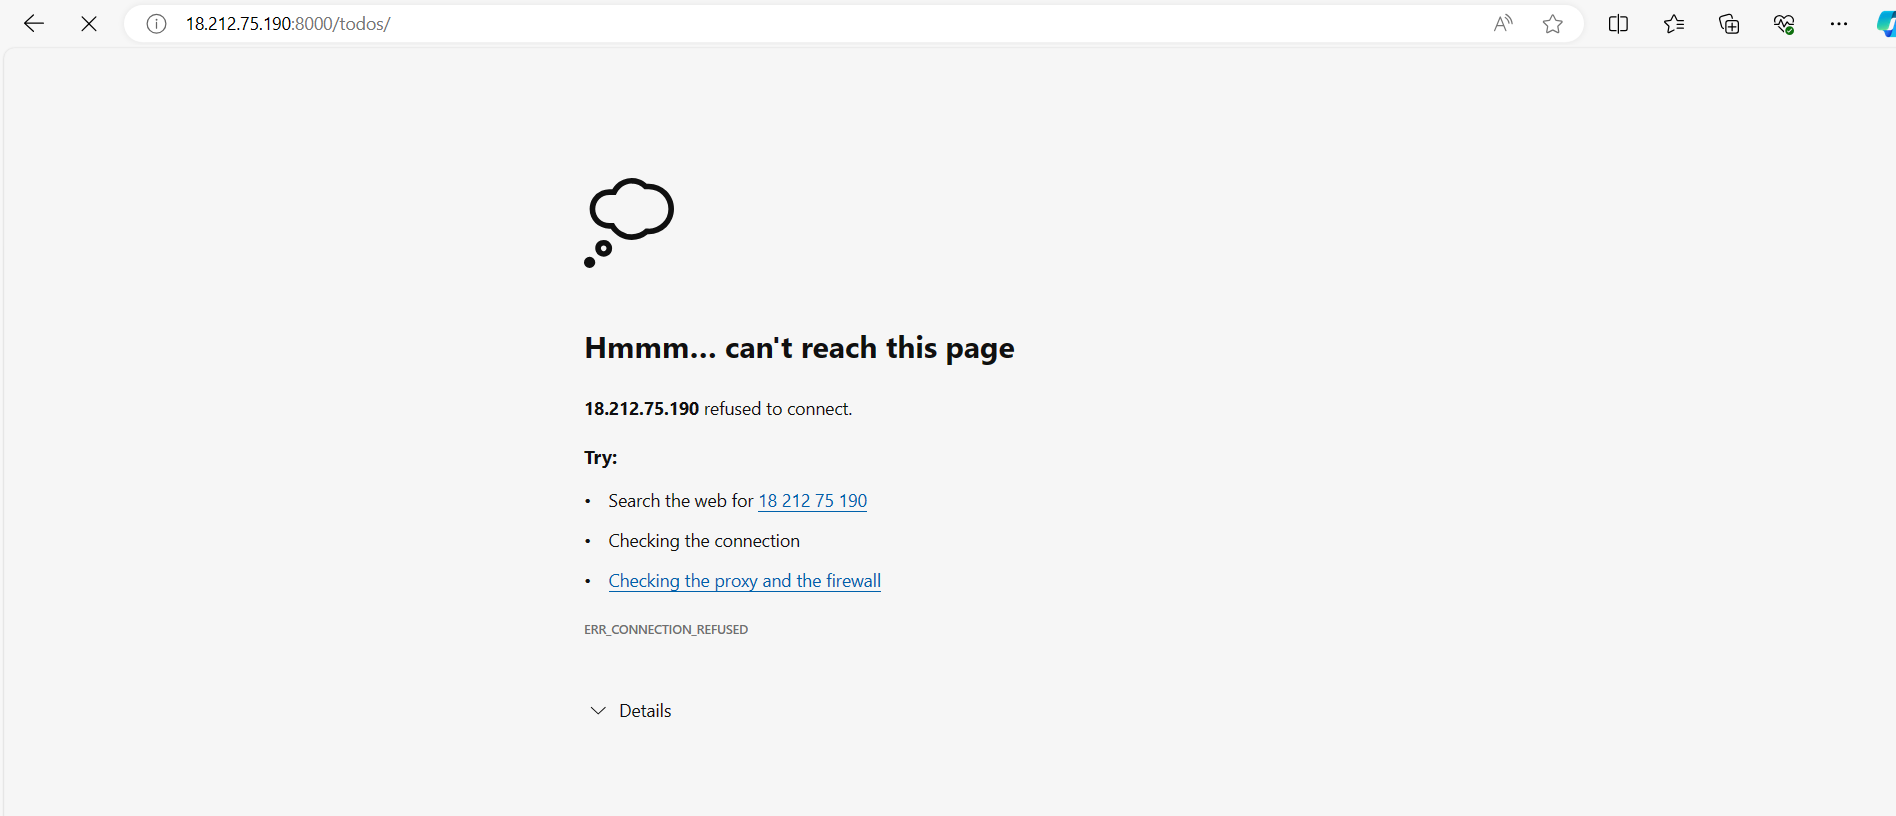 18.212.75.190:8000/todos/
Hmmm... can't reach this page
18.212.75.190 refused to connect.
Try:
• Search the web for 18 212 75 190
• Checking the connection
• Checking the proxy and the firewall
ERR_CONNECTION_REFUSED
Details